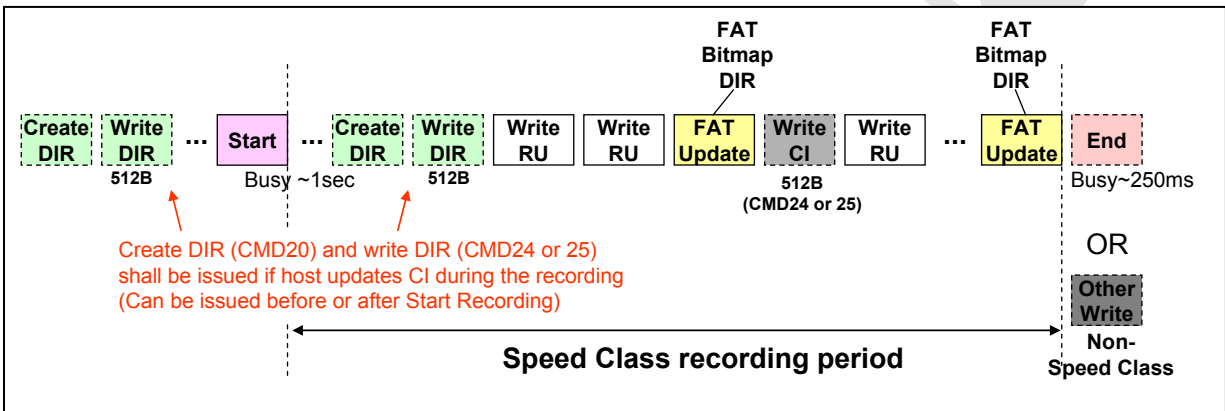 FAT
Bitmap
DIR
FAT
Bitmap
DIR
Create
DIR
Write
DIR
512B
...
Start
Busy ~1sec
...
Create
DIR
Write
DIR
512B
Write
RU
Write
RU
FAT
Update
Write
CI
512B
(CMD24 or 25)
Write
RU
...
FAT
Update
End
Busy~250ms
Create DIR (CMD20) and write DIR (CMD24 or 25)
shall be issued if host updates CI during the recording
(Can be issued before or after Start Recording)
OR
Other
Write
Non-
Speed Class
Speed Class recording period